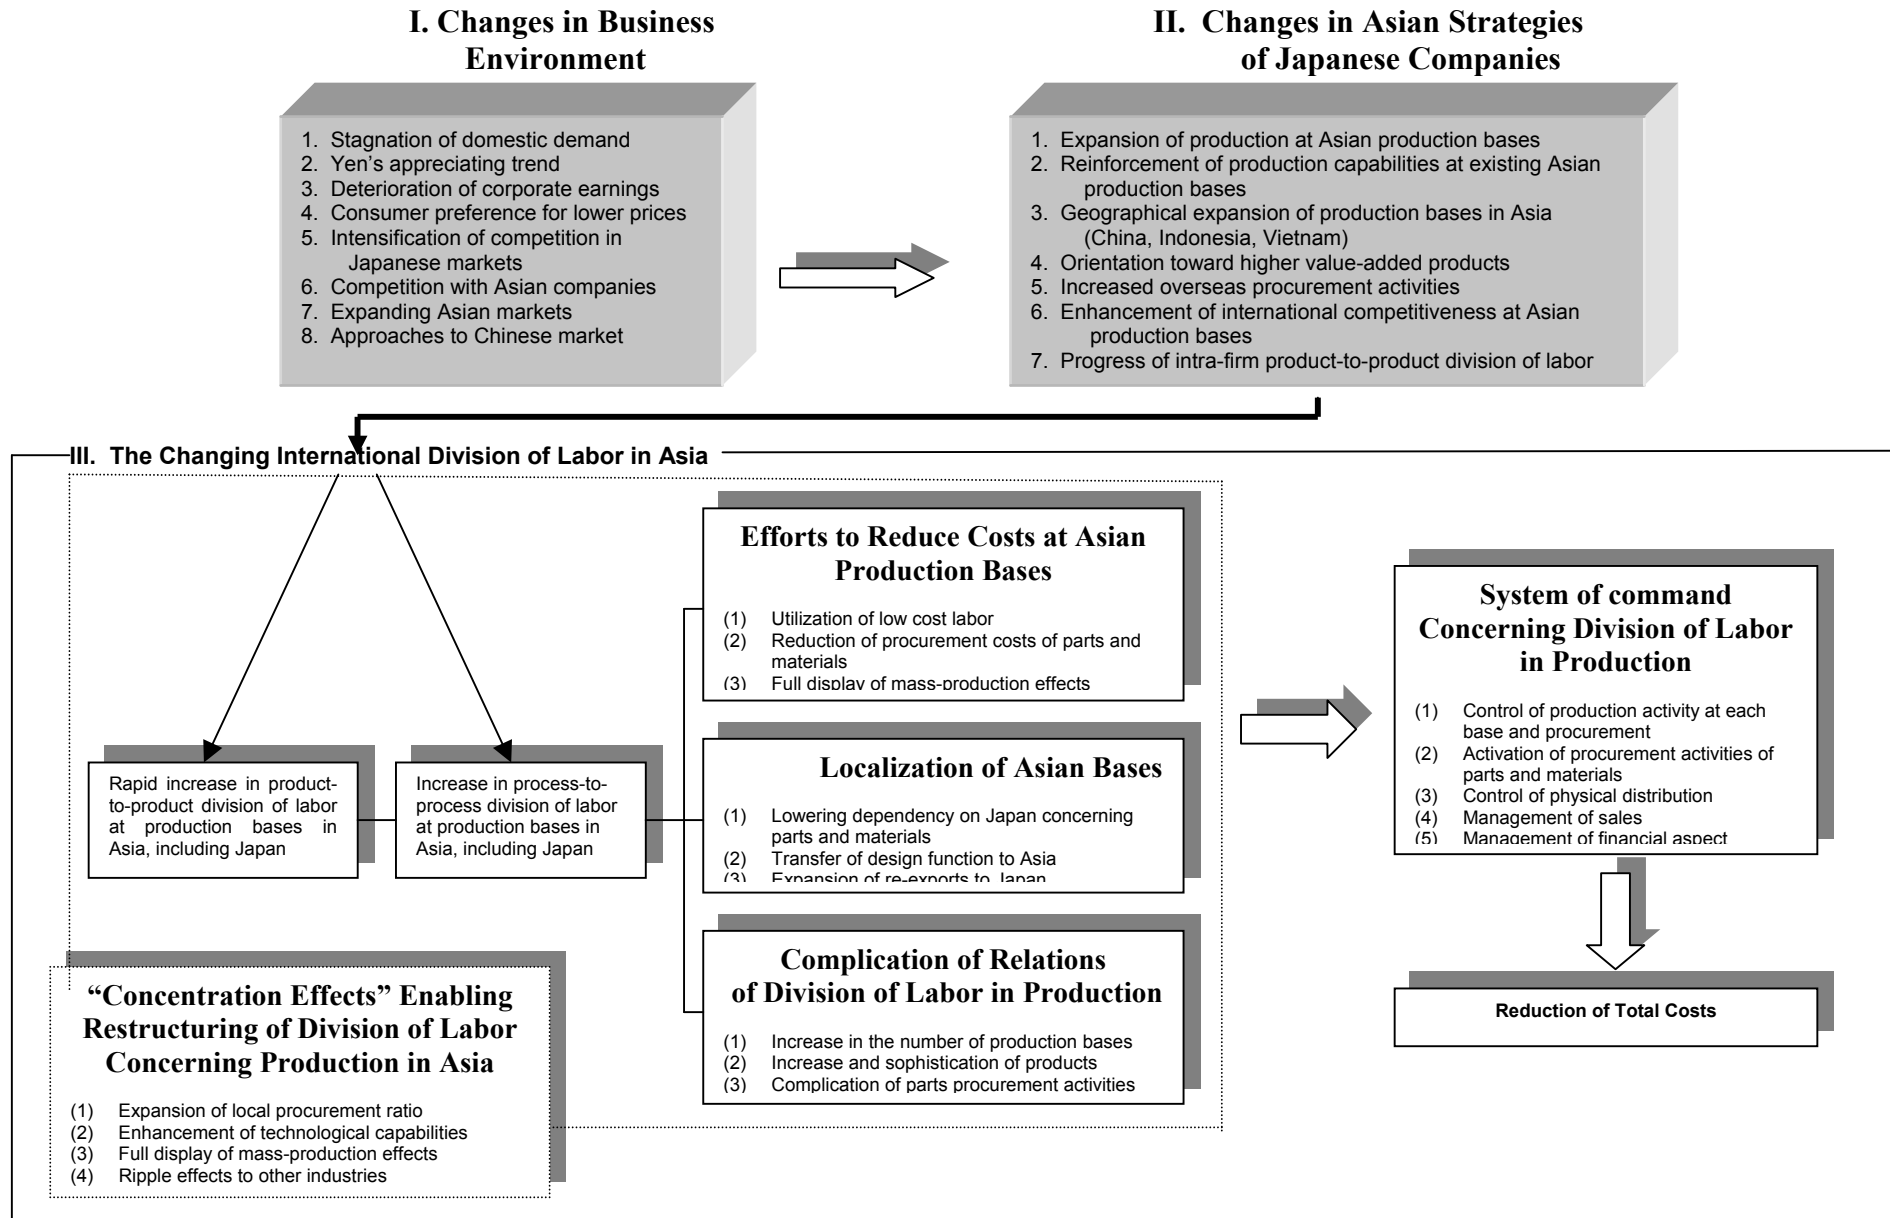 I. Changes in Business
Environment
II.  Changes in Asian Strategies
of Japanese Companies
1. Stagnation of domestic demand
2. Yen’s appreciating trend
3. Deterioration of corporate earnings
4. Consumer preference for lower prices
5. Intensification of competition in
Japanese markets
6. Competition with Asian companies
7. Expanding Asian markets
8. Approaches to Chinese market
1. Expansion of production at Asian production bases
2. Reinforcement of production capabilities at existing Asian
production bases
3. Geographical expansion of production bases in Asia
(China, Indonesia, Vietnam)
4. Orientation toward higher value-added products
5. Increased overseas procurement activities
6. Enhancement of international competitiveness at Asian
production bases
7. Progress of intra-firm product-to-product division of labor
III.  The Changing International Division of Labor in Asia
Rapid increase in product-
to-product division of labor
at production bases in
Asia, including Japan
Increase in process-to-
process division of labor
at production bases in
Asia, including Japan
Efforts to Reduce Costs at Asian
Production Bases
(1) Utilization of low cost labor
(2) Reduction of procurement costs of parts and
materials
(3) Full display of mass-production effects
Localization of Asian Bases
(1) Lowering dependency on Japan concerning
parts and materials
(2) Transfer of design function to Asia
(3) Expansion of re-exports to Japan
Complication of Relations
of Division of Labor in Production
(1) Increase in the number of production bases
(2) Increase and sophistication of products
(3) Complication of parts procurement activities
System of command
Concerning Division of Labor
in Production
(1) Control of production activity at each
base and procurement
(2) Activation of procurement activities of
parts and materials
(3) Control of physical distribution
(4) Management of sales
(5) Management of financial aspect
Reduction of Total Costs
“Concentration Effects” Enabling
Restructuring of Division of Labor
Concerning Production in Asia
(1) Expansion of local procurement ratio
(2) Enhancement of technological capabilities
(3) Full display of mass-production effects
(4) Ripple effects to other industries